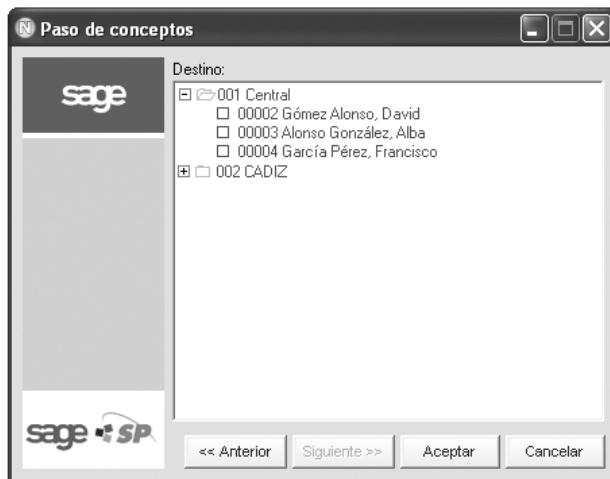 Paso de conceptos
sage
Destino:
001 Central
00002 Gómez Alonso, David
00003 Alonso González, Alba
00004 García Pérez, Francisco
002 CADIZ
sage SP
<< Anterior
Siguiente >>
Aceptar
Cancelar